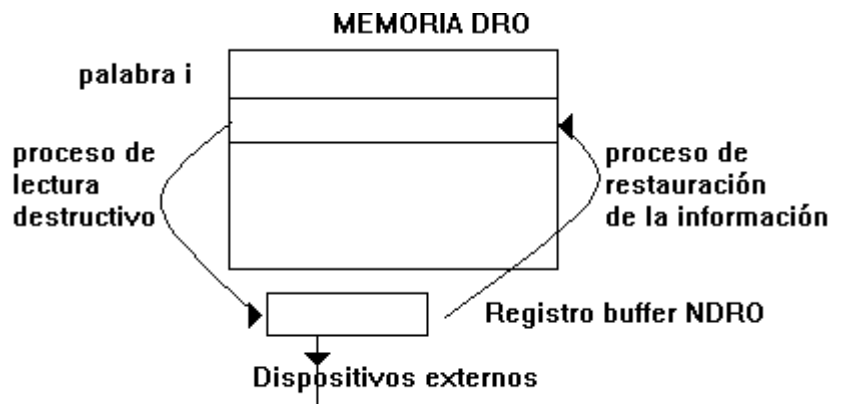 MEMORIA DRO
palabra i
proceso de
lectura
destructivo
proceso de
restauración
de la información
Registro buffer NDRO
Dispositivos externos